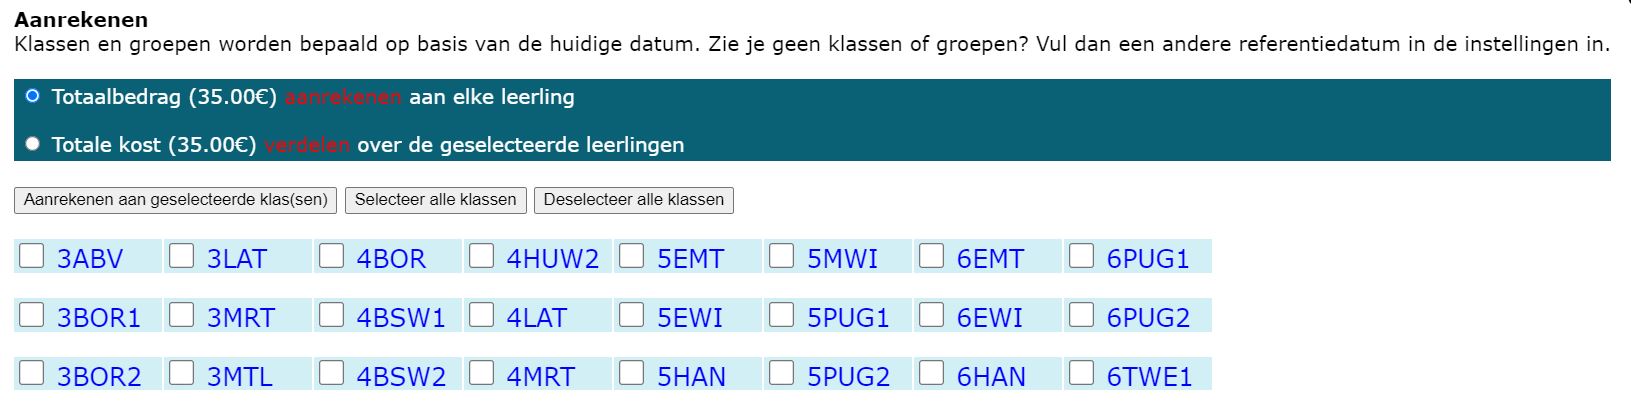 Aanrekenen
Klassen en groepen worden bepaald op basis van de huidige datum. Zie je geen klassen of groepen? Vul dan een andere referentiedatum in de instellingen in.
Totaalbedrag (35.00€) aanrekenen aan elke leerling
Totale kost (35.00€) verdelen over de geselecteerde leerlingen
Aanrekenen aan geselecteerde klas(sen) Selecteer alle klassen Deselecteer alle klassen
3ABV 3LAT 4BOR 4HUW2 5EMT 5MWI 6EMT 6PUG1
3BOR1 3MRT 4BSW1 4LAT 5EWI 5PUG1 6EWI 6PUG2
3BOR2 3MTL 4BSW2 4MRT 5HAN 5PUG2 6HAN 6TWE1